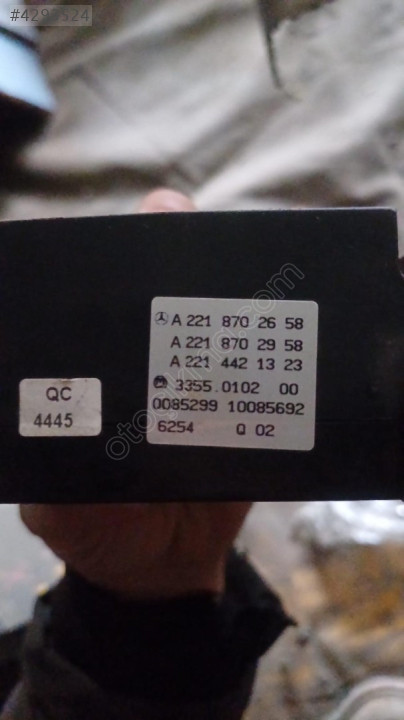 #4299524
A 221 870 26 58
A 221 870 29 58
A 221 442 13 23
3355.0102 00
0085299 10085692
6254 Q 02
QC
4445